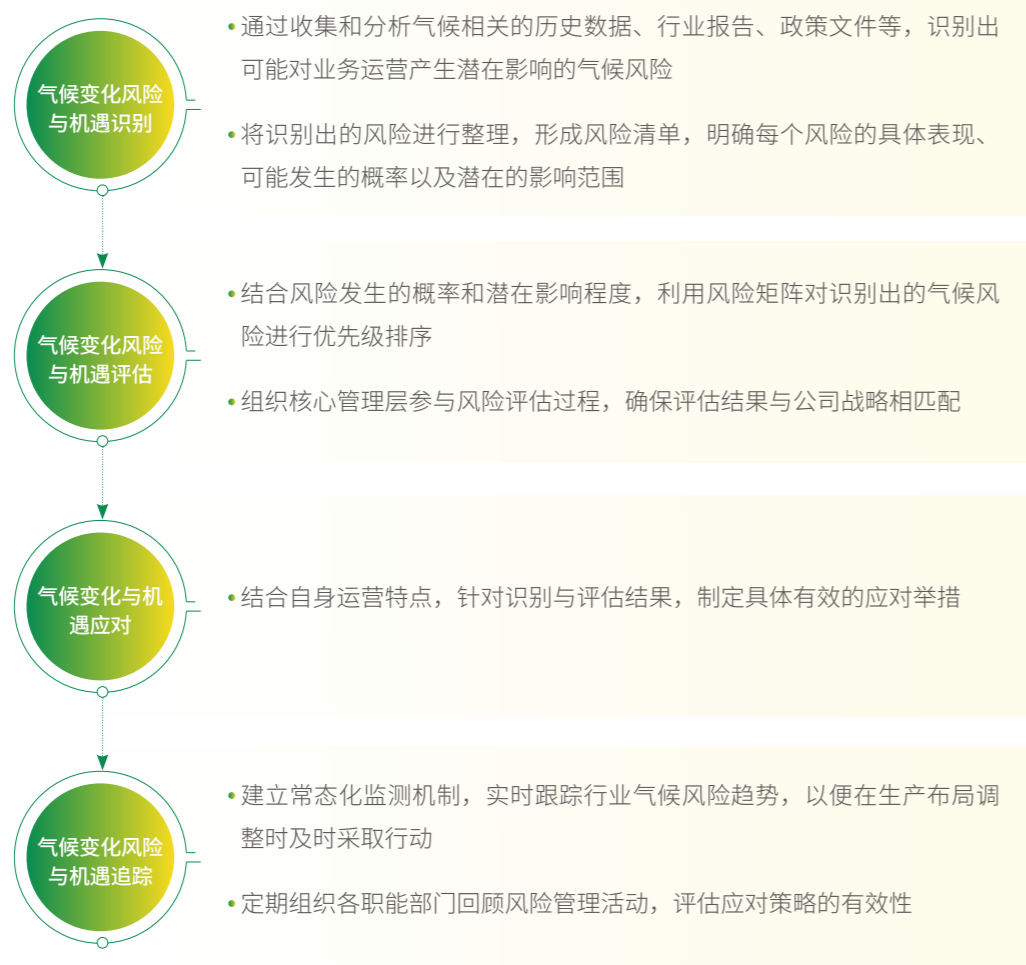 气候变化风险
与机遇识别
•通过收集和分析气候相关的历史数据、行业报告、政策文件等，识别出
可能对业务运营产生潜在影响的气候风险
•将识别出的风险进行整理，形成风险清单，明确每个风险的具体表现、
可能发生的概率以及潜在的影响范围
气候变化风险
与机遇评估
•结合风险发生的概率和潜在影响程度，利用风险矩阵对识别出的气候风
险进行优先级排序
•组织核心管理层参与风险评估过程，确保评估结果与公司战略相匹配
气候变化与机
遇应对
•结合自身运营特点，针对识别与评估结果，制定具体有效的应对举措
气候变化风险
与机遇追踪
•建立常态化监测机制，实时跟踪行业气候风险趋势，以便在生产布局调
整时及时采取行动
•定期组织各职能部门回顾风险管理活动，评估应对策略的有效性